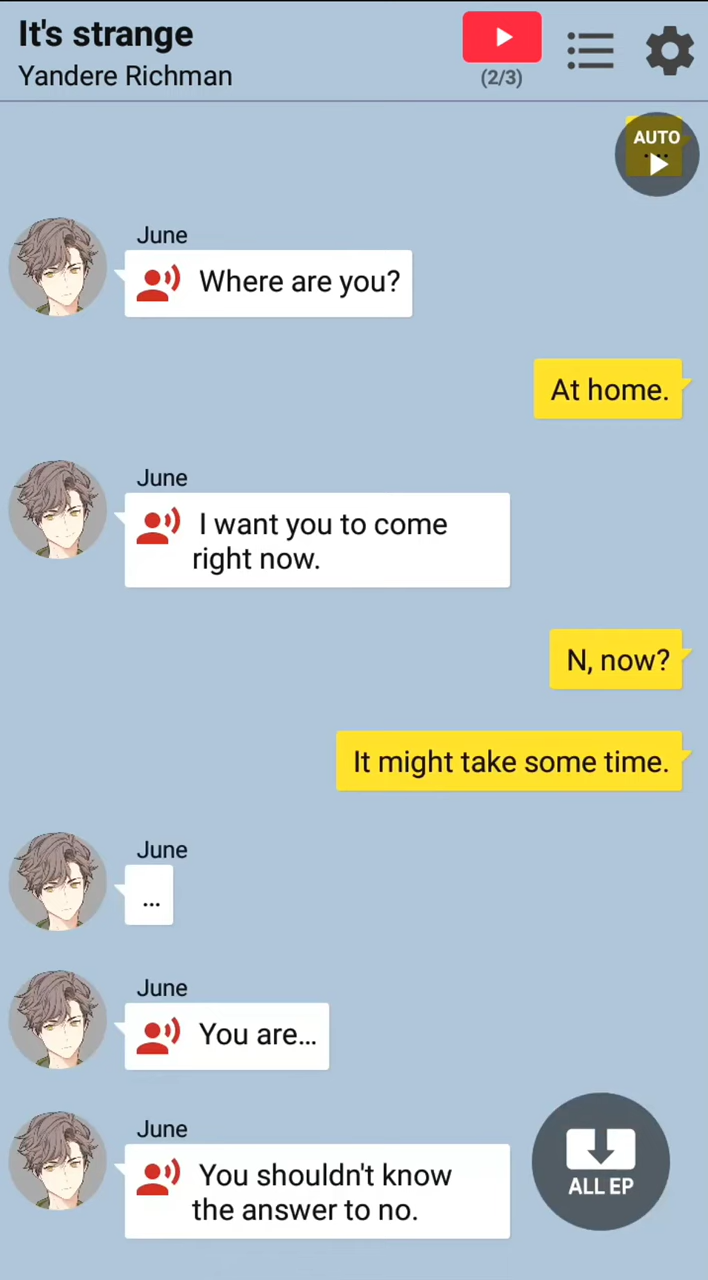 It's strange
Yandere Richman
(2/3)
AUTO
...
June
Where are you?
At home.
June
I want you to come
right now.
N, now?
It might take some time.
June
...
June
You are...
June
You shouldn't know
the answer to no.
ALL EP